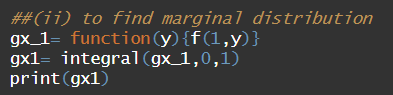 ##(ii) to find marginal distribution
gx_1= function(y){f(1,y)}
gx1= integral(gx_1,0,1)
print(gx1)